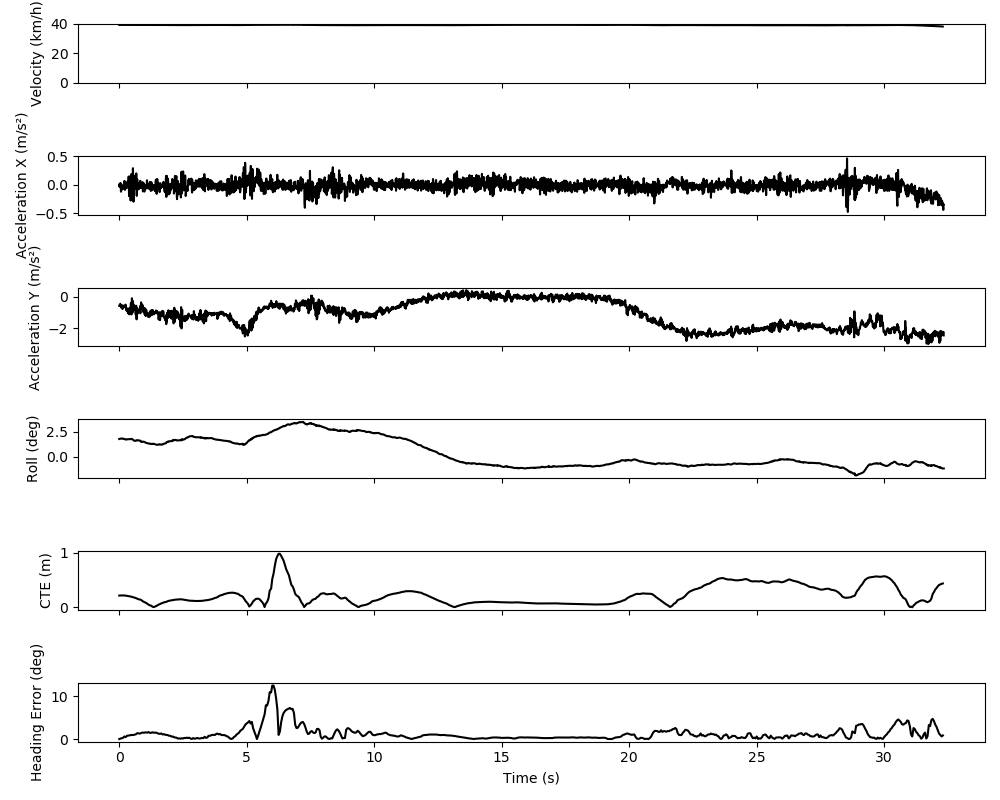 Velocity (km/h)
40
20
0
Acceleration X (m/s²)
0.5
0.0
−0.5
Acceleration Y (m/s²)
0
−2
Roll (deg)
2.5
0.0
CTE (m)
1
0
Heading Error (deg)
10
0
0 5 10 15 20 25 30
Time (s)